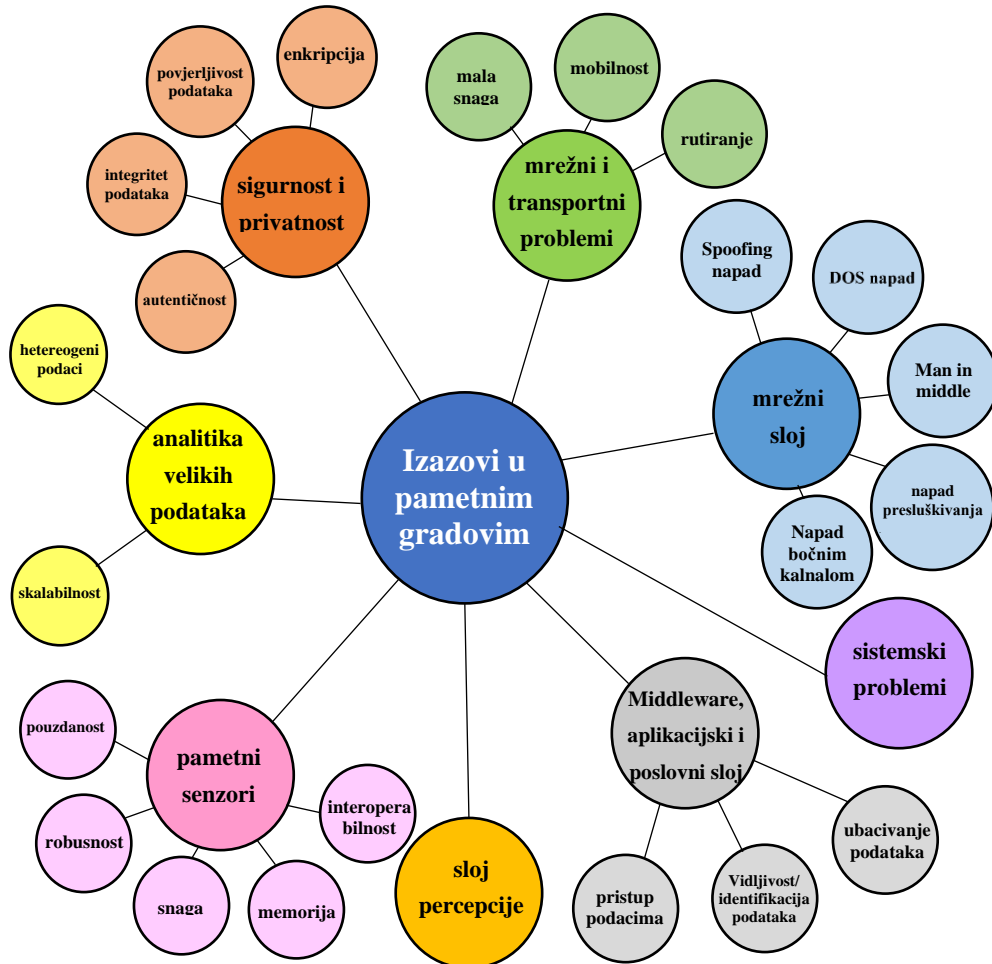 enkripcija
povjerljivost
podataka
integritet
podataka
autentičnost
sigurnost i
privatnost
mala
snaga
mobilnost
rutiranje
mrežni i
transportni
problemi
Spoofing
napad
DOS napad
Man in
middle
napad
presluškivanja
Napad
bočnim
kalnalom
mrežni
sloj
hetereogeni
podaci
skalabilnost
analitika
velikih
podataka
Izazovi u
pametnim
gradovim
sistemski
problemi
Middleware,
aplikacijski i
poslovni sloj
ubacivanje
podataka
Vidljivost/
identifikacija
podataka
pristup
podacima
sloj
percepcije
pametni
senzori
pouzdanost
robusnost
snaga
memorija
interopera
bilnost